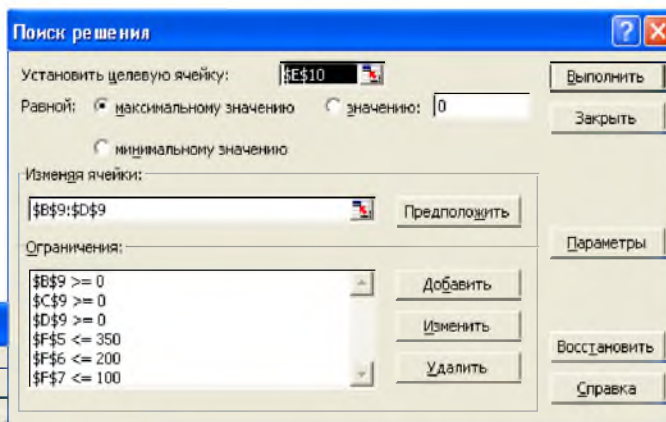 Поиск решения
Установить целевую ячейку: $E$10 Выполнить
Равной: максимальному значению значению: 0 Закрыть
минимальному значению
Изменяя ячейки:
$B$9:$D$9 Предположить
Ограничения: Параметры
$B$9 >= 0 Добавить
$C$9 >= 0
$D$9 >= 0 Изменить
$F$5 <= 350
$F$6 <= 200 Удалить Восстановить
$F$7 <= 100
Справка